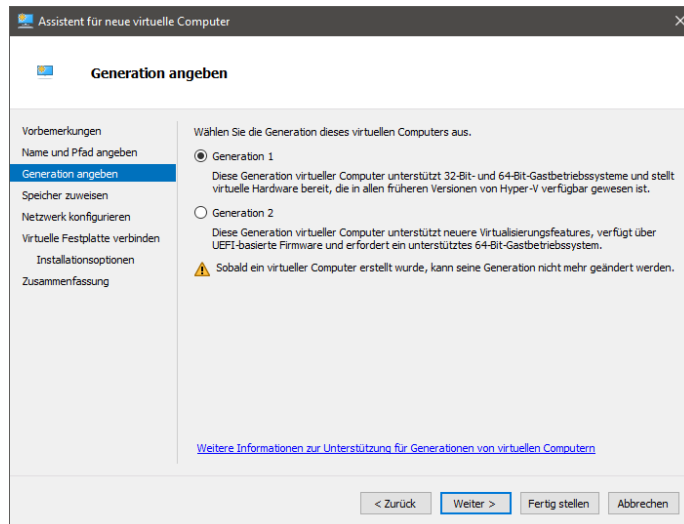 Assistent für neue virtuelle Computer
Generation angeben
Vorbemerkungen
Name und Pfad angeben
Generation angeben
Speicher zuweisen
Netzwerk konfigurieren
Virtuelle Festplatte verbinden
Installationsoptionen
Zusammenfassung
Wählen Sie die Generation dieses virtuellen Computers aus.
Generation 1
Diese Generation virtueller Computer unterstützt 32-Bit- und 64-Bit-Gastbetriebssysteme und stellt
virtuelle Hardware bereit, die in allen früheren Versionen von Hyper-V verfügbar gewesen ist.
Generation 2
Diese Generation virtueller Computer unterstützt neuere Virtualisierungsfeatures, verfügt über
UEFI-basierte Firmware und erfordert ein unterstütztes 64-Bit-Gastbetriebssystem.
Sobald ein virtueller Computer erstellt wurde, kann seine Generation nicht mehr geändert werden.
Weitere Informationen zur Unterstützung für Generationen von virtuellen Computern
< Zurück Weiter > Fertig stellen Abbrechen